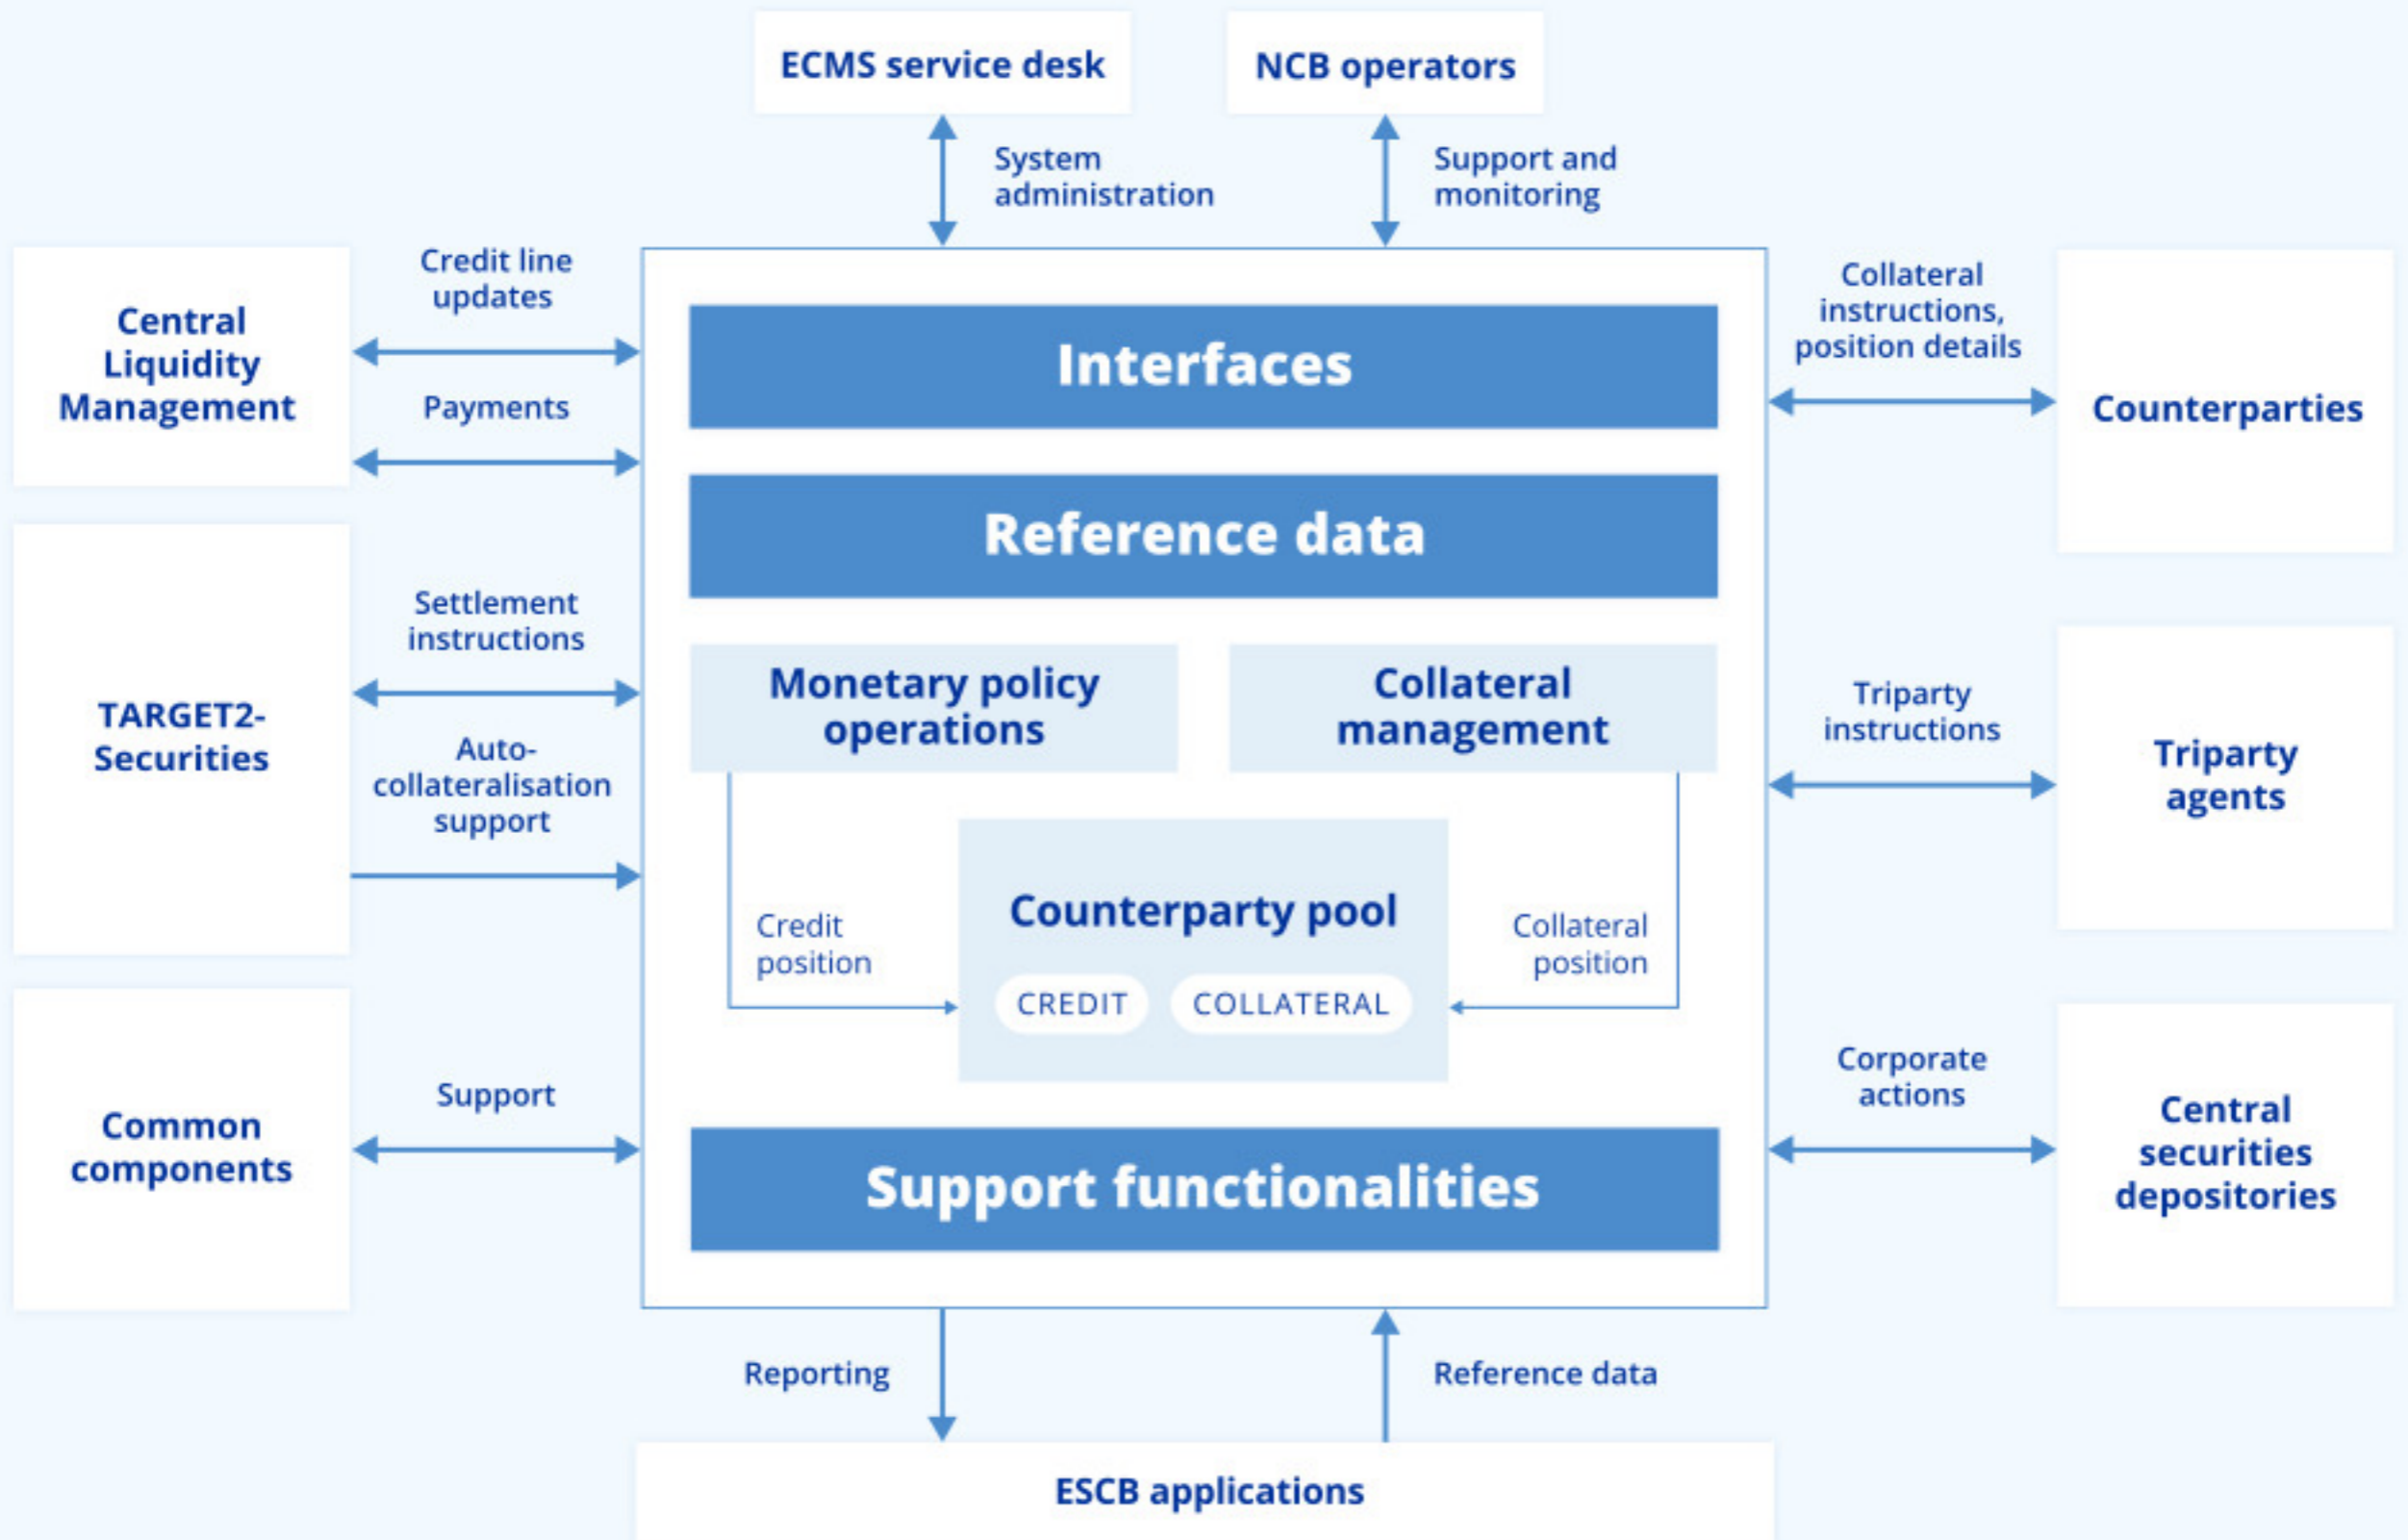 ECMS service desk
NCB operators
System
administration
Support and
monitoring
Central
Liquidity
Management
Credit line
updates
Payments
TARGET2-
Securities
Settlement
instructions
Auto-
collateralisation
support
Common
components
Support
Interfaces
Reference data
Monetary policy
operations
Collateral
management
Credit
position
Counterparty pool
CREDIT
COLLATERAL
Collateral
position
Support functionalities
Collateral
instructions,
position details
Counterparties
Triparty
instructions
Triparty
agents
Corporate
actions
Central
securities
depositories
Reporting
Reference data
ESCB applications